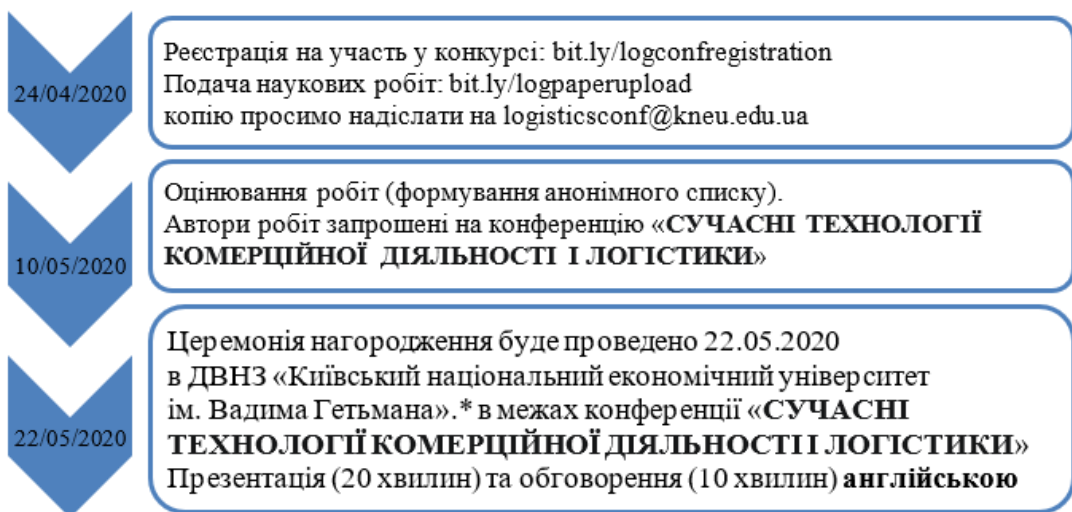 24/04/2020
Реєстрація на участь у конкурсі: bit.ly/logconfregistration
Подача наукових робіт: bit.ly/logpaperupload
копію просимо надіслати на logisticsconf@kneu.edu.ua
10/05/2020
Оцінювання робіт (формування анонімного списку).
Автори робіт запрошені на конференцію «СУЧАСНІ ТЕХНОЛОГІЇ
КОМЕРЦІЙНОЇ ДІЯЛЬНОСТІ І ЛОГІСТИКИ»
22/05/2020
Церемонія нагородження буде проведено 22.05.2020
в ДВНЗ «Київський національний економічний університет
ім. Вадима Гетьмана».* в межах конференції «СУЧАСНІ
ТЕХНОЛОГІЇ КОМЕРЦІЙНОЇ ДІЯЛЬНОСТІ І ЛОГІСТИКИ»
Презентація (20 хвилин) та обговорення (10 хвилин) англійською